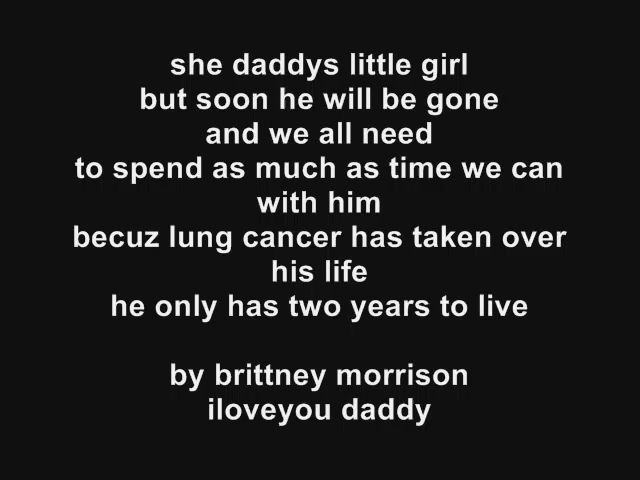 she daddys little girl
but soon he will be gone
and we all need
to spend as much as time we can
with him
becuz lung cancer has taken over
his life
he only has two years to live
by brittney morrison
iloveyou daddy